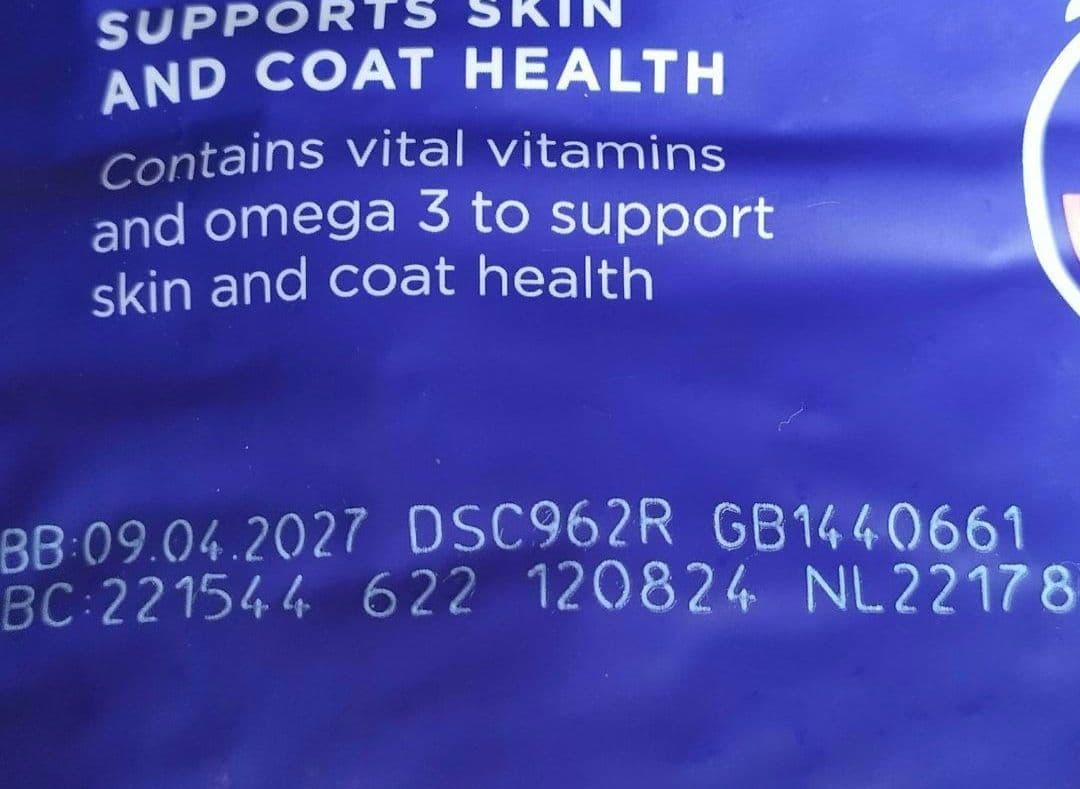 SUPPORTS SKIN
AND COAT HEALTH
Contains vital vitamins
and omega 3 to support
skin and coat health
BB:09.04.2027 DSC962R GB1440661
BC:221544 622 120824 NL22178